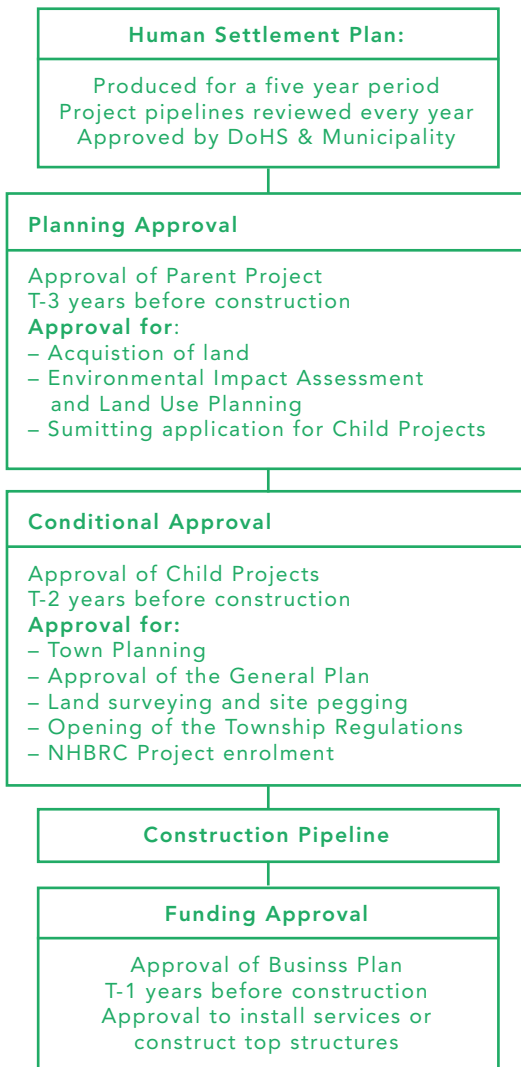 Human Settlement Plan:
Produced for a five year period
Project pipelines reviewed every year
Approved by DoHS & Municipality
Planning Approval
Approval of Parent Project
T-3 years before construction
Approval for:
– Acquistion of land
– Environmental Impact Assessment
and Land Use Planning
– Sumitting application for Child Projects
Conditional Approval
Approval of Child Projects
T-2 years before construction
Approval for:
– Town Planning
– Approval of the General Plan
– Land surveying and site pegging
– Opening of the Township Regulations
– NHBRC Project enrolment
Construction Pipeline
Funding Approval
Approval of Businss Plan
T-1 years before construction
Approval to install services or
construct top structures